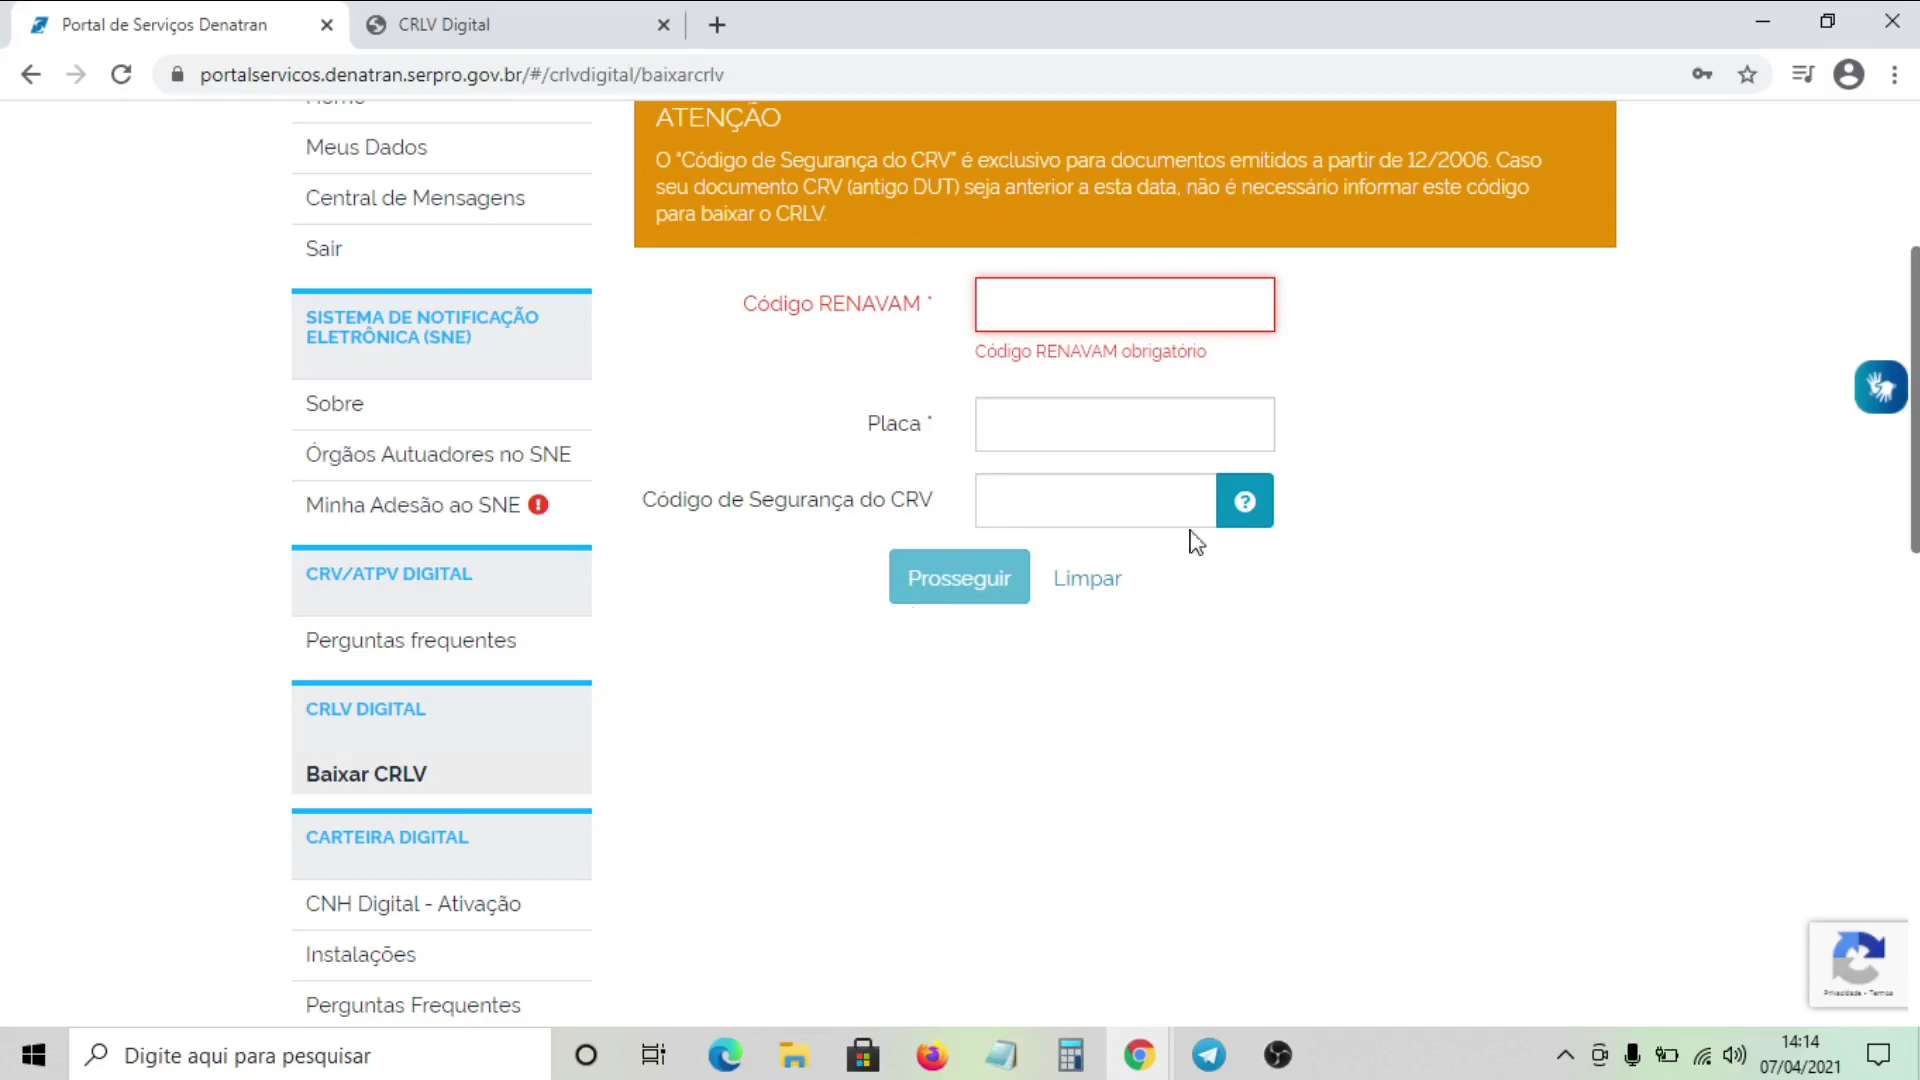 Portal de Serviços Denatran
CRLV Digital
portalservicos.denatran.serpro.gov.br/#/crlvdigital/baixarcrlv
Home
Meus Dados
Central de Mensagens
Sair
SISTEMA DE NOTIFICAÇÃO
ELETRÔNICA (SNE)
Sobre
Órgãos Autuadores no SNE
Minha Adesão ao SNE
CRV/ATPV DIGITAL
Perguntas frequentes
CRLV DIGITAL
Baixar CRLV
CARTEIRA DIGITAL
CNH Digital - Ativação
Instalações
Perguntas Frequentes
ATENÇÃO
O "Código de Segurança do CRV" é exclusivo para documentos emitidos a partir de 12/2006. Caso
seu documento CRV (antigo DUT) seja anterior a esta data, não é necessário informar este código
para baixar o CRLV.
Código RENAVAM *
Código RENAVAM obrigatório
Placa *
Código de Segurança do CRV
Prosseguir
Limpar
Privacidade - Termos
Digite aqui para pesquisar
14:14
07/04/2021